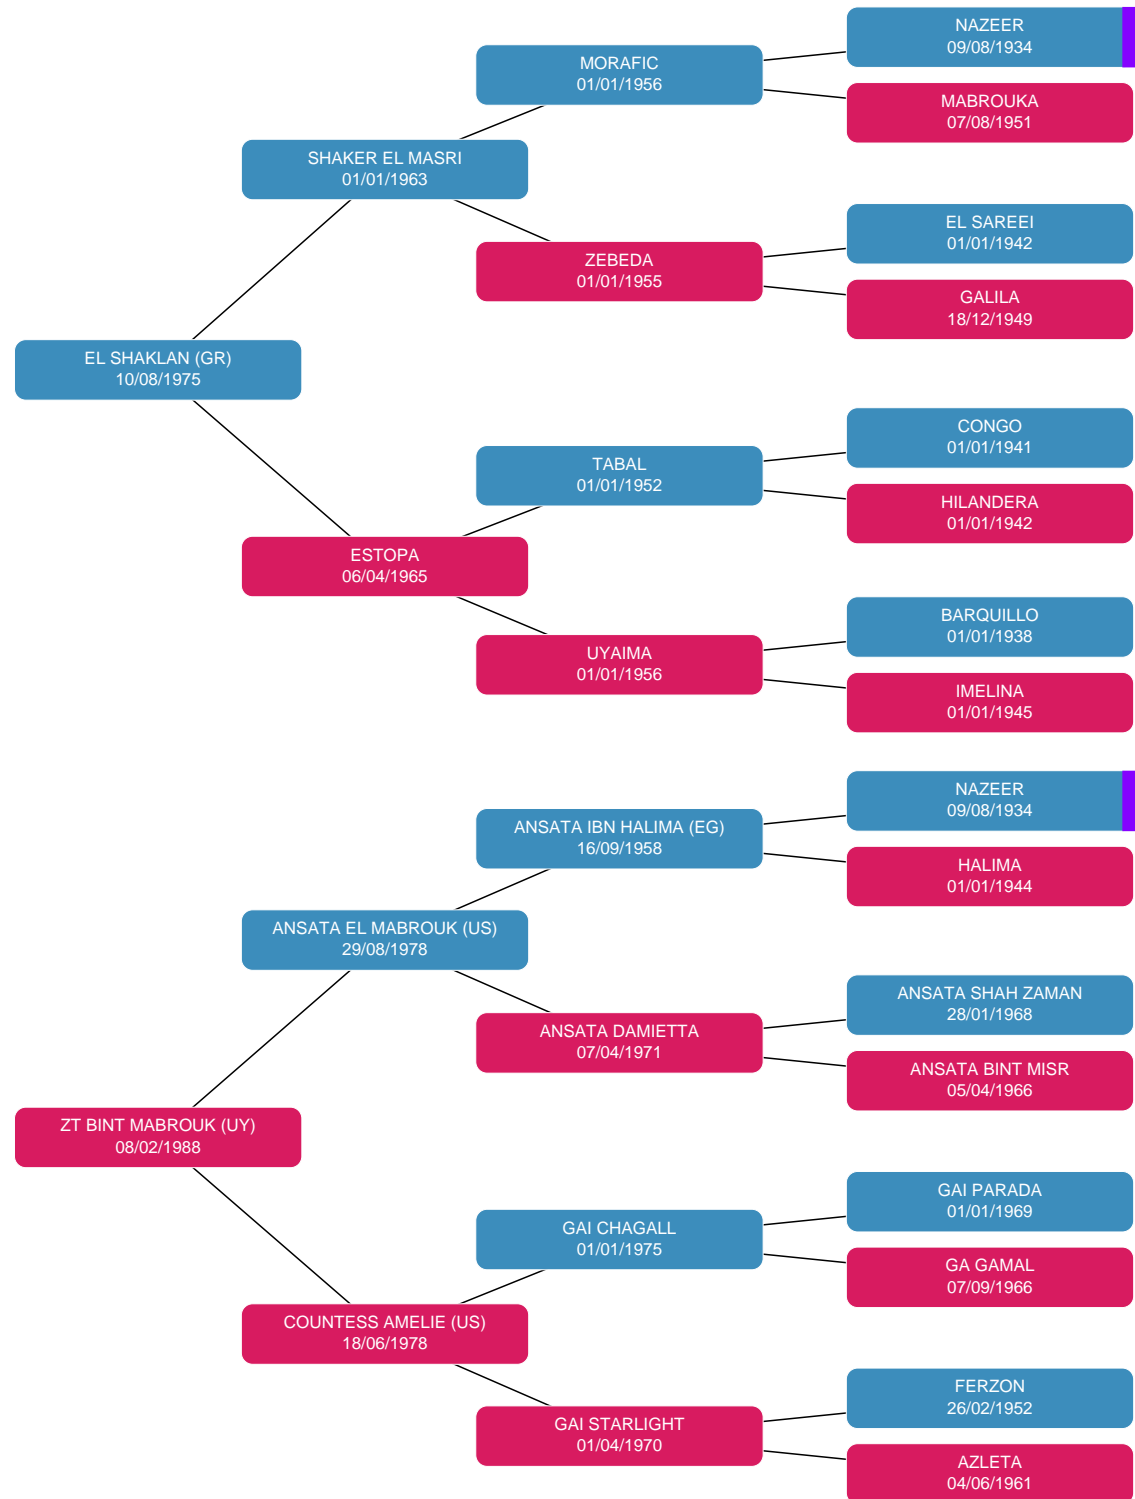 NAZEER
09/08/1934
MORAFIC
01/01/1956
MABROUKA
07/08/1951
SHAKER EL MASRI
01/01/1963
EL SAREEI
01/01/1942
ZEBEDA
01/01/1955
GALILA
18/12/1949
EL SHAKLAN (GR)
10/08/1975
CONGO
01/01/1941
TABAL
01/01/1952
HILANDERA
01/01/1942
ESTOPA
06/04/1965
BARQUILLO
01/01/1938
UYAIMA
01/01/1956
IMELINA
01/01/1945
NAZEER
09/08/1934
ANSATA IBN HALIMA (EG)
16/09/1958
HALIMA
01/01/1944
ANSATA EL MABROUK (US)
29/08/1978
ANSATA SHAH ZAMAN
28/01/1968
ANSATA DAMIETTA
07/04/1971
ANSATA BINT MISR
05/04/1966
ZT BINT MABROUK (UY)
08/02/1988
GAI PARADA
01/01/1969
GAI CHAGALL
01/01/1975
GA GAMAL
07/09/1966
COUNTESS AMELIE (US)
18/06/1978
FERZON
26/02/1952
GAI STARLIGHT
01/04/1970
AZLETA
04/06/1961